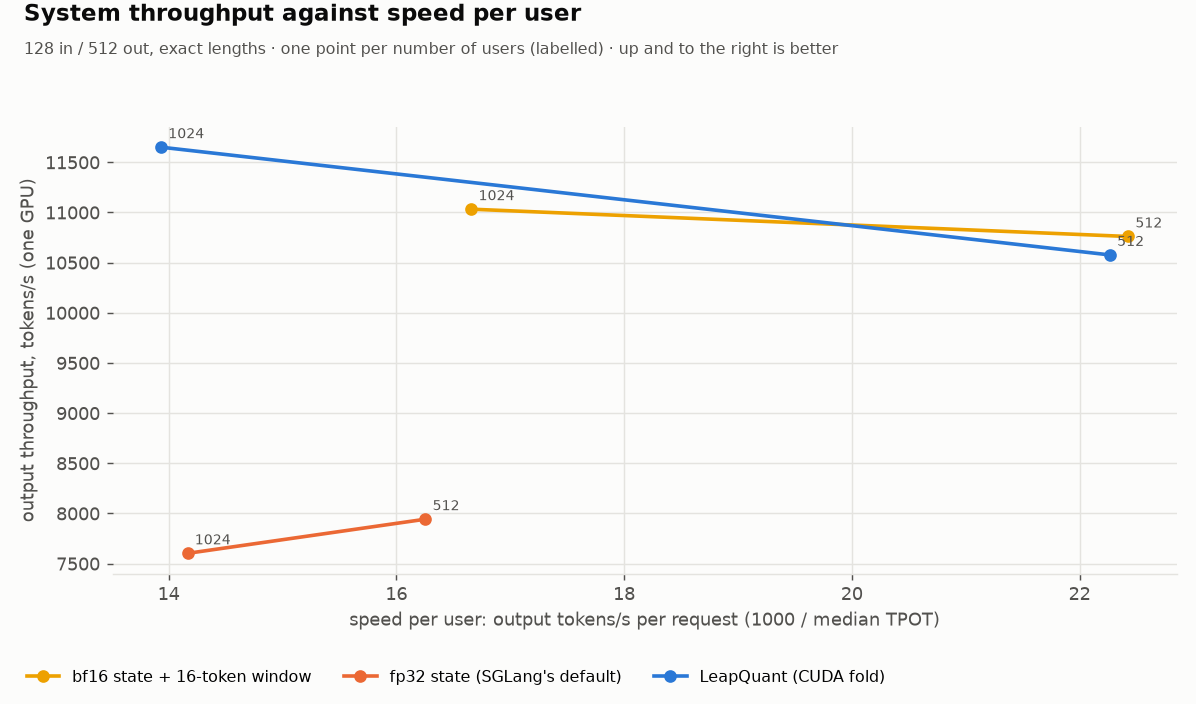 System throughput against speed per user
128 in / 512 out, exact lengths · one point per number of users (labelled) · up and to the right is better
output throughput, tokens/s (one GPU)
11500
11000
10500
10000
9500
9000
8500
8000
7500
1024
1024
512
512
512
1024
14
16
18
20
22
speed per user: output tokens/s per request (1000 / median TPOT)
bf16 state + 16-token window
fp32 state (SGLang's default)
LeapQuant (CUDA fold)